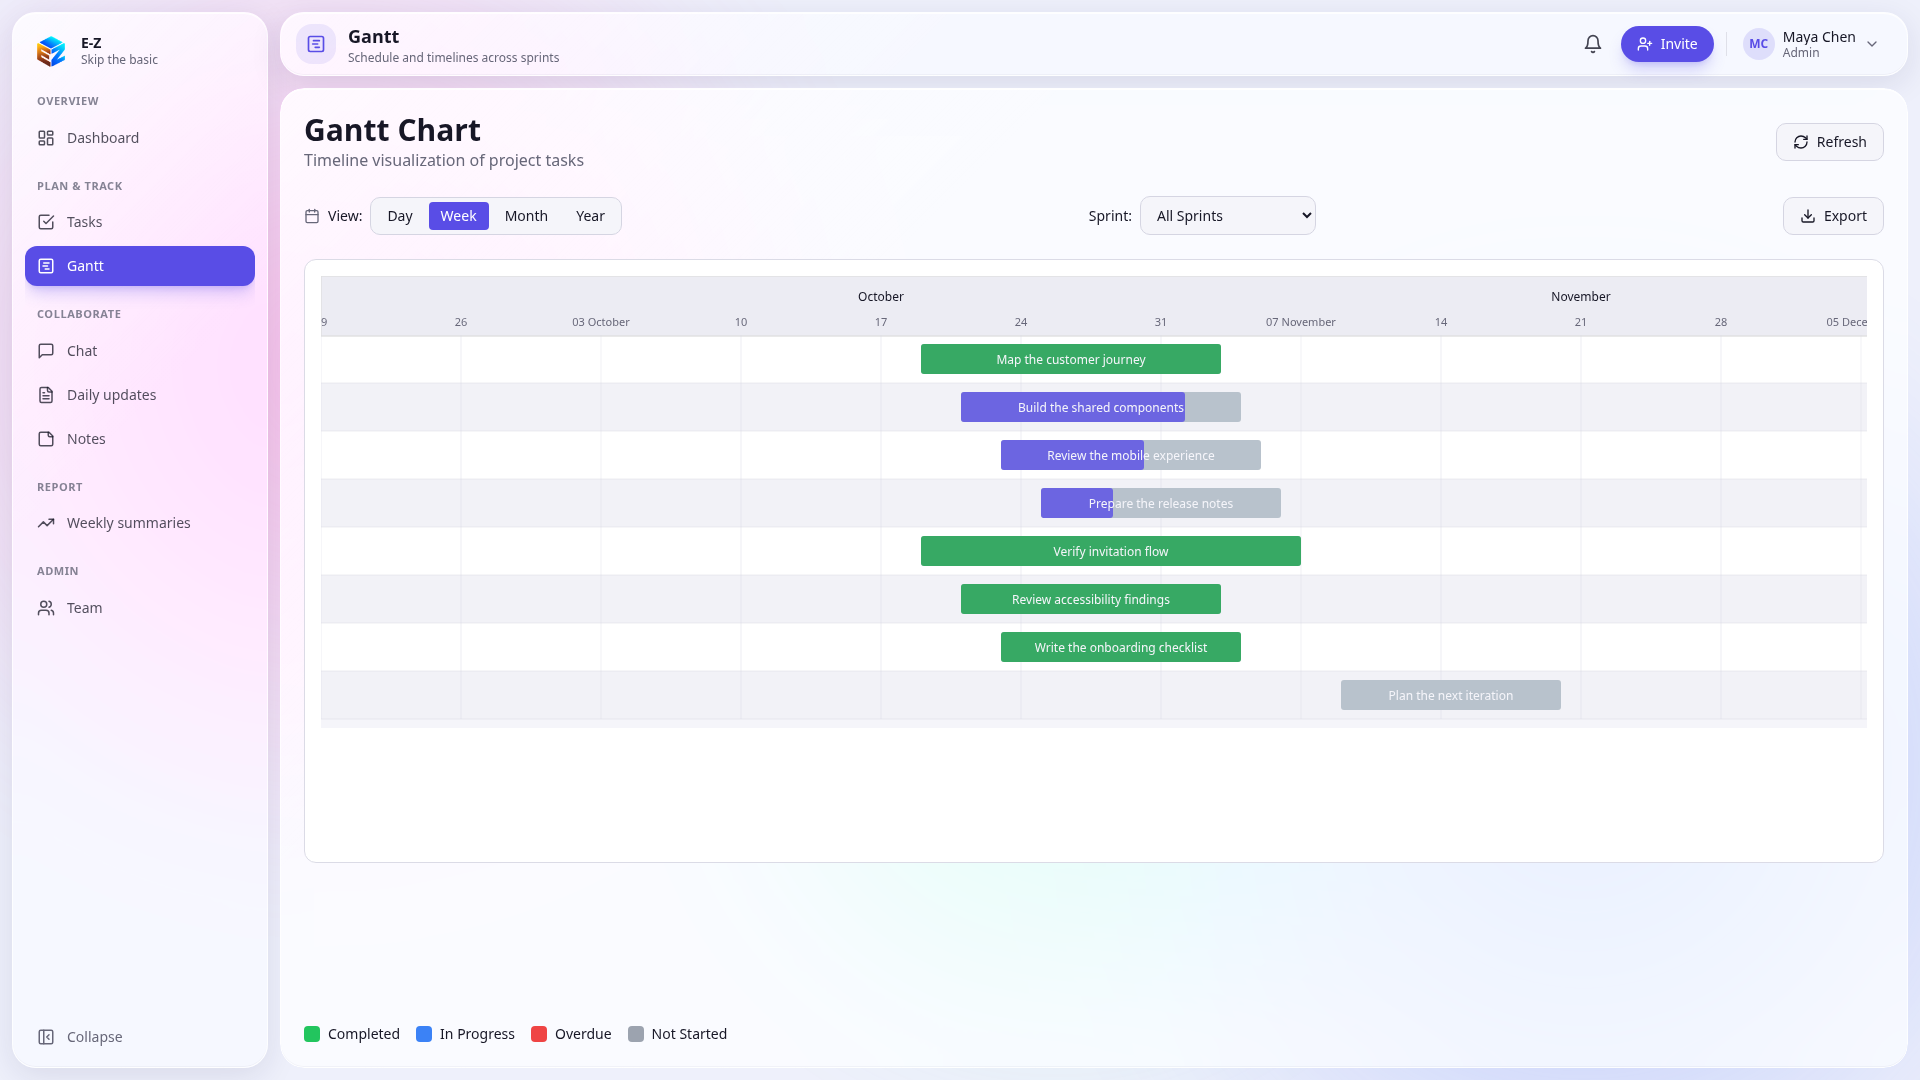 E-Z
Skip the basic
OVERVIEW
Dashboard
PLAN & TRACK
Tasks
Gantt
COLLABORATE
Chat
Daily updates
Notes
REPORT
Weekly summaries
ADMIN
Team
Collapse
Gantt
Schedule and timelines across sprints
Invite
MC
Maya Chen
Admin
Gantt Chart
Timeline visualization of project tasks
Refresh
View:
Day
Week
Month
Year
Sprint:
All Sprints
Export
October
November
9
26
03 October
10
17
24
31
07 November
14
21
28
05 Dece
Map the customer journey
Build the shared components
Review the mobile experience
Prepare the release notes
Verify invitation flow
Review accessibility findings
Write the onboarding checklist
Plan the next iteration
Completed
In Progress
Overdue
Not Started